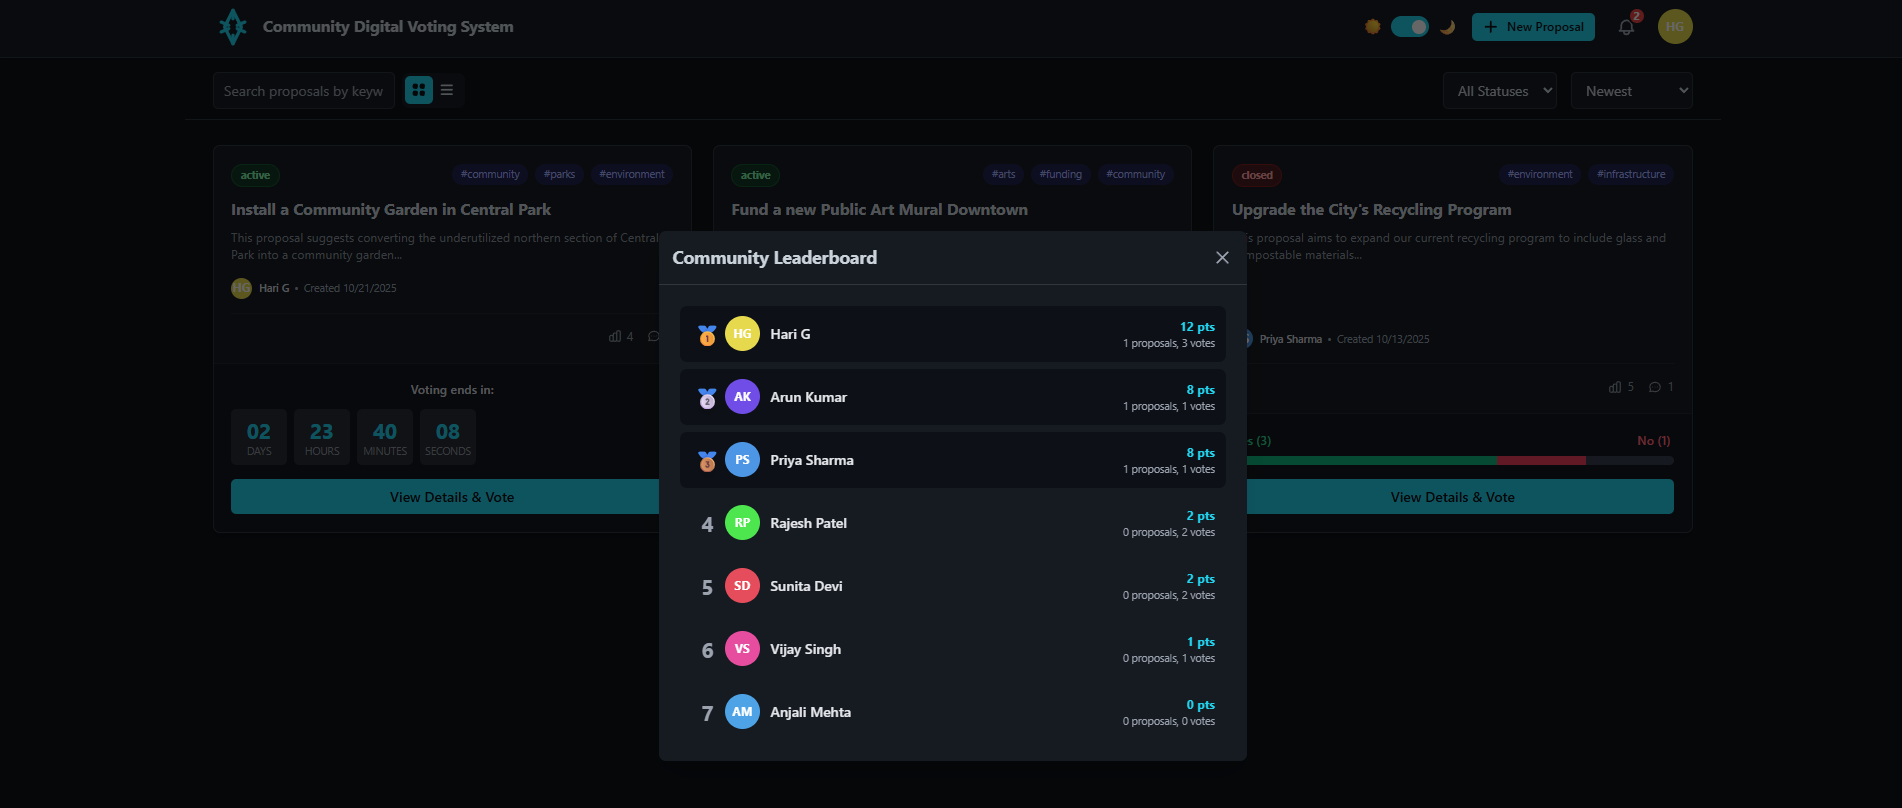 Community Digital Voting System
New Proposal
2
HG
Search proposals by keyw
All Statuses
Newest
active
#community
#parks
#environment
Install a Community Garden in Central Park
This proposal suggests converting the underutilized northern section of Central
Park into a community garden...
HG
Hari G • Created 10/21/2025
4
Voting ends in:
02
DAYS
23
HOURS
40
MINUTES
08
SECONDS
View Details & Vote
active
#arts
#funding
#community
Fund a new Public Art Mural Downtown
closed
#environment
#infrastructure
Upgrade the City's Recycling Program
s proposal aims to expand our current recycling program to include glass and
mpostable materials...
Priya Sharma • Created 10/13/2025
5
1
s (3)
No (1)
View Details & Vote
Community Leaderboard
1
HG
Hari G
12 pts
1 proposals, 3 votes
2
AK
Arun Kumar
8 pts
1 proposals, 1 votes
3
PS
Priya Sharma
8 pts
1 proposals, 1 votes
4
RP
Rajesh Patel
2 pts
0 proposals, 2 votes
5
SD
Sunita Devi
2 pts
0 proposals, 2 votes
6
VS
Vijay Singh
1 pts
0 proposals, 1 votes
7
AM
Anjali Mehta
0 pts
0 proposals, 0 votes